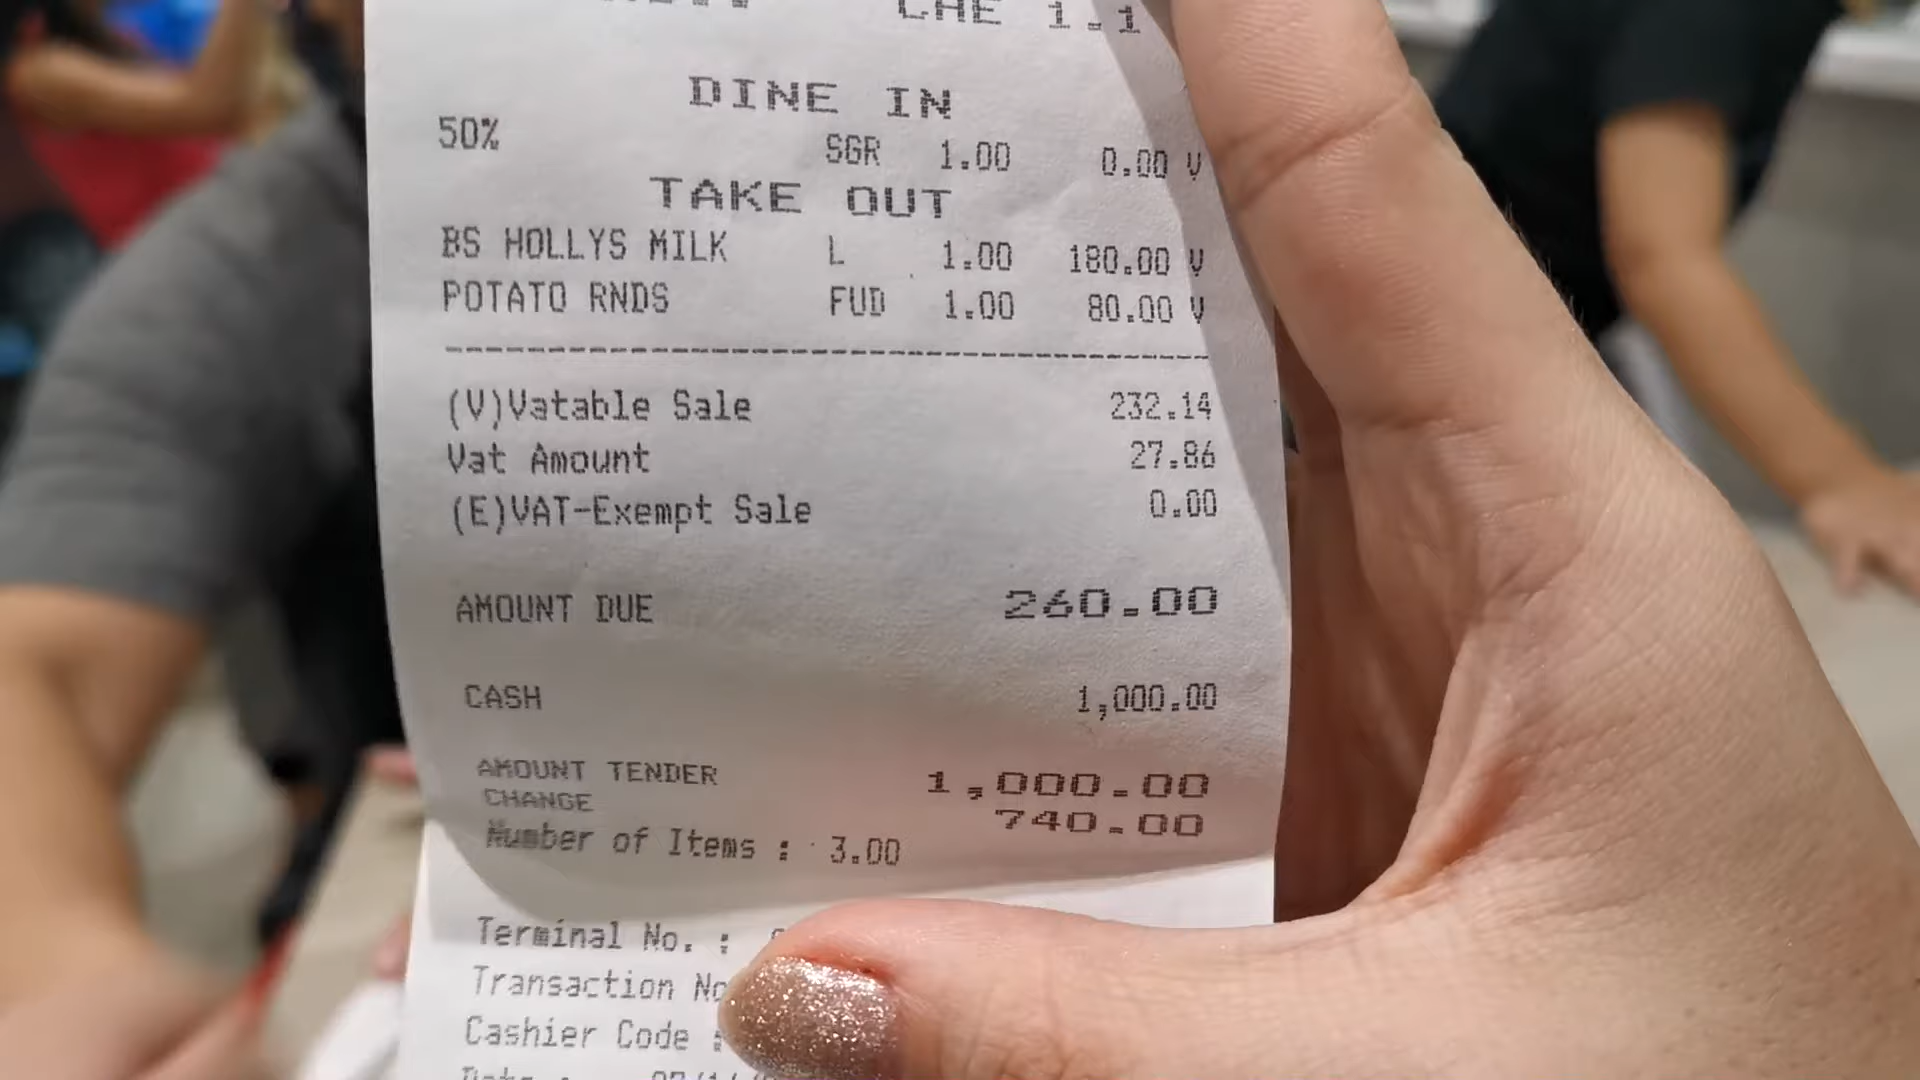 DINE IN
50% SGR 1.00 0.00 V
TAKE OUT
BS HOLLYS MILK L 1.00 180.00 V
POTATO RNDS FUD 1.00 80.00 V
--------------------------------
(V)Vatable Sale 232.14
Vat Amount 27.86
(E)VAT-Exempt Sale 0.00
AMOUNT DUE 260.00
CASH 1,000.00
AMOUNT TENDER 1,000.00
CHANGE 740.00
Number of Items : 3.00
Terminal No. :
Transaction No
Cashier Code :